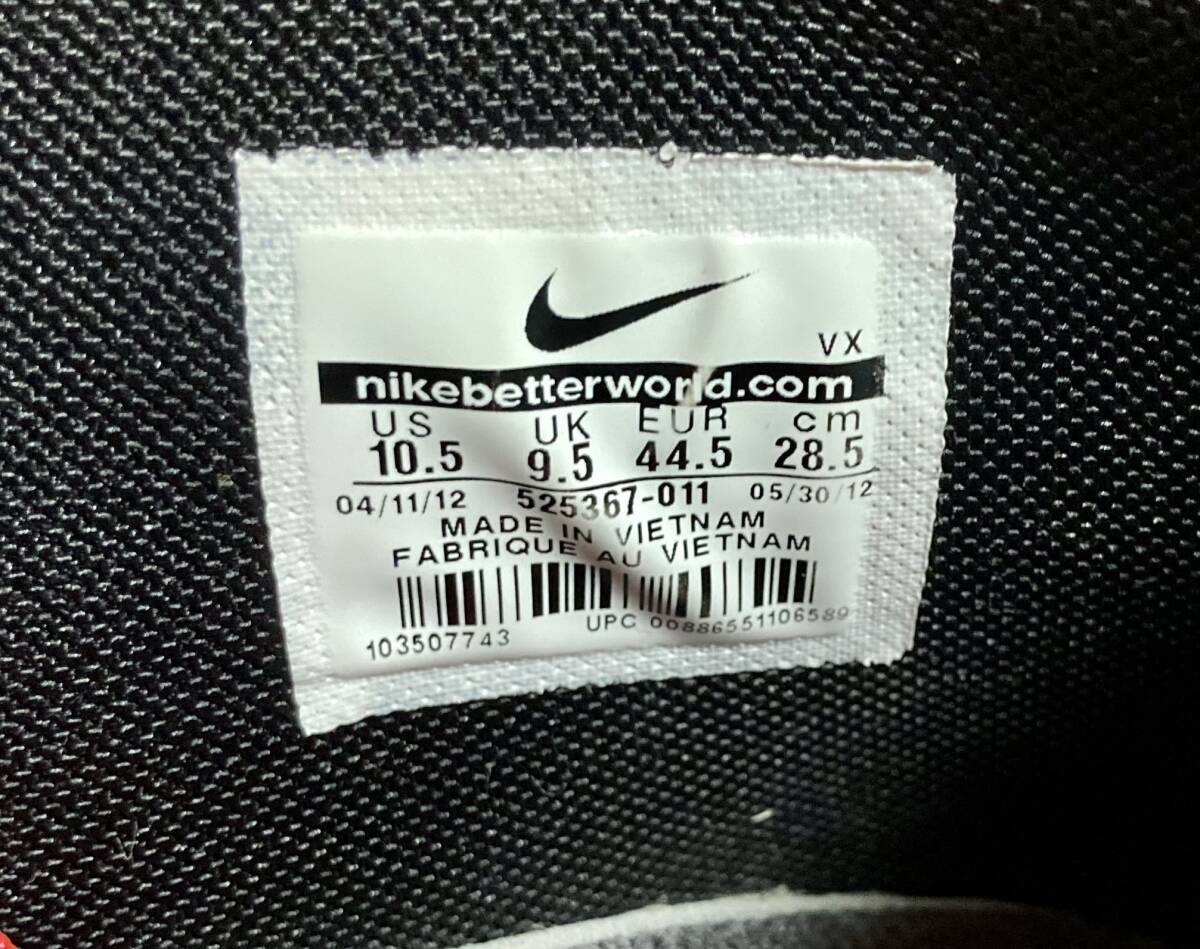 VX
nikebetterworld.com
US UK EUR cm
10.5 9.5 44.5 28.5
04/11/12 525367-011 05/30/12
MADE IN VIETNAM
FABRIQUE AU VIETNAM
103507743 UPC 00886551106589